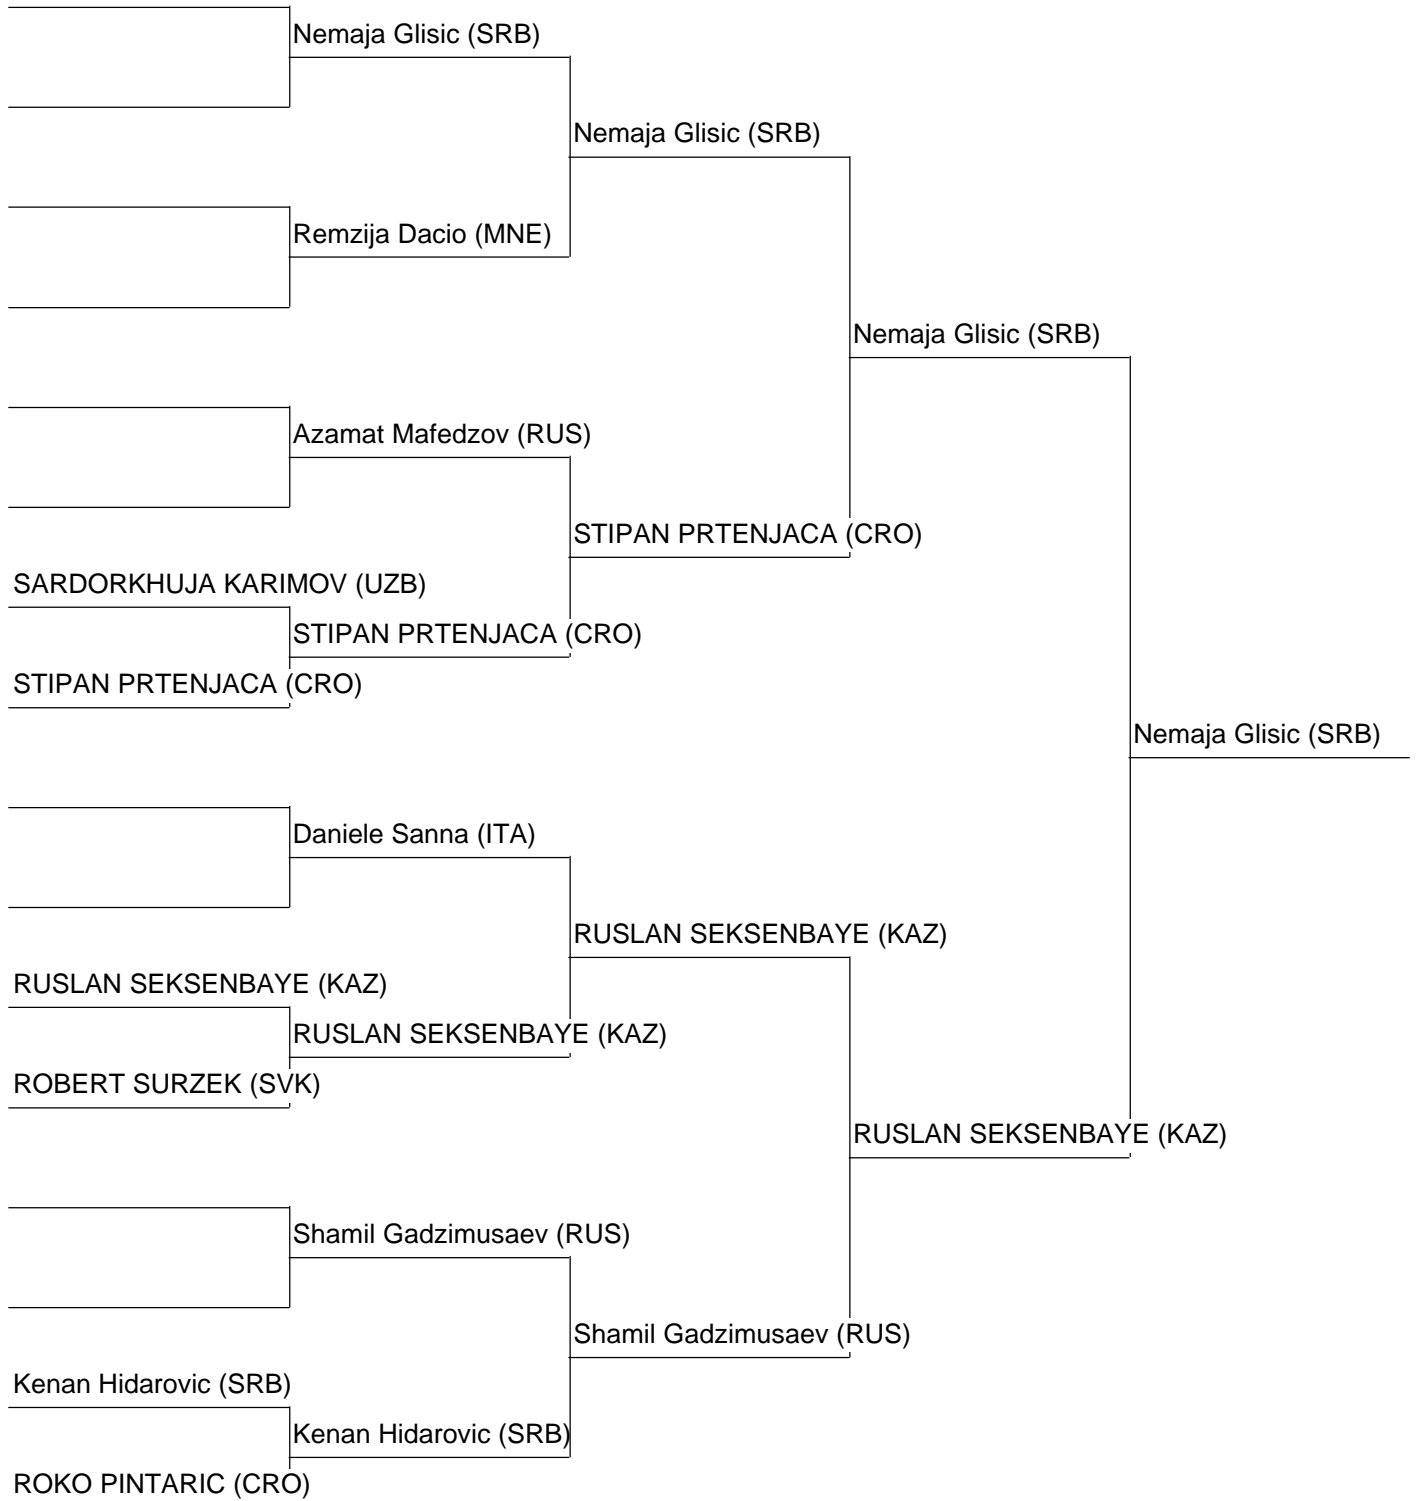 Nemaja Glisic (SRB)
Nemaja Glisic (SRB)
Remzija Dacio (MNE)
Nemaja Glisic (SRB)
Azamat Mafedzov (RUS)
STIPAN PRTENJACA (CRO)
SARDORKHUJA KARIMOV (UZB)
STIPAN PRTENJACA (CRO)
STIPAN PRTENJACA (CRO)
Nemaja Glisic (SRB)
Daniele Sanna (ITA)
RUSLAN SEKSENBAYE (KAZ)
RUSLAN SEKSENBAYE (KAZ)
RUSLAN SEKSENBAYE (KAZ)
ROBERT SURZEK (SVK)
RUSLAN SEKSENBAYE (KAZ)
Shamil Gadzimusaev (RUS)
Shamil Gadzimusaev (RUS)
Kenan Hidarovic (SRB)
Kenan Hidarovic (SRB)
ROKO PINTARIC (CRO)